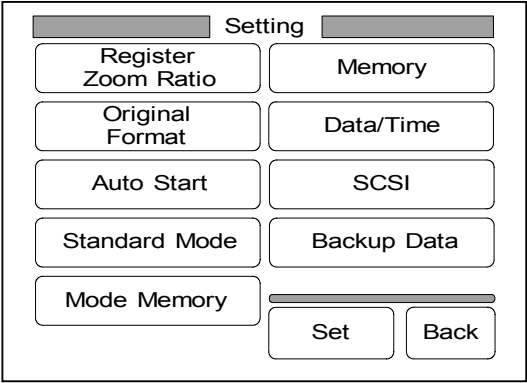 Setting
Register
Zoom Ratio
Memory
Original
Format
Data/Time
Auto Start
SCSI
Standard Mode
Backup Data
Mode Memory
Set
Back